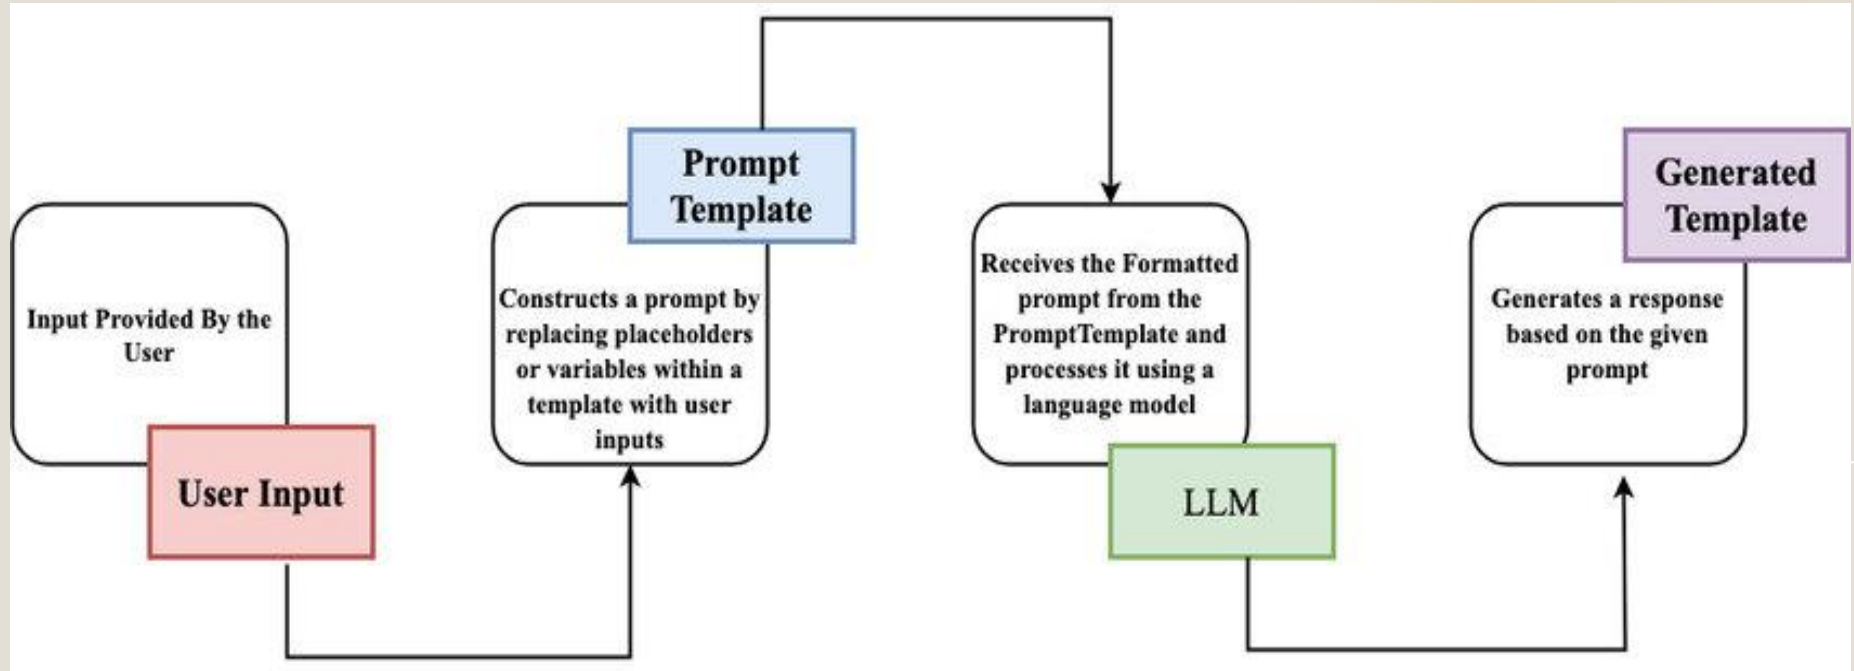 Input Provided By the
User
User Input
Prompt
Template
Constructs a prompt by
replacing placeholders
or variables within a
template with user
inputs
Receives the Formatted
prompt from the
PromptTemplate and
processes it using a
language model
LLM
Generated
Template
Generates a response
based on the given
prompt